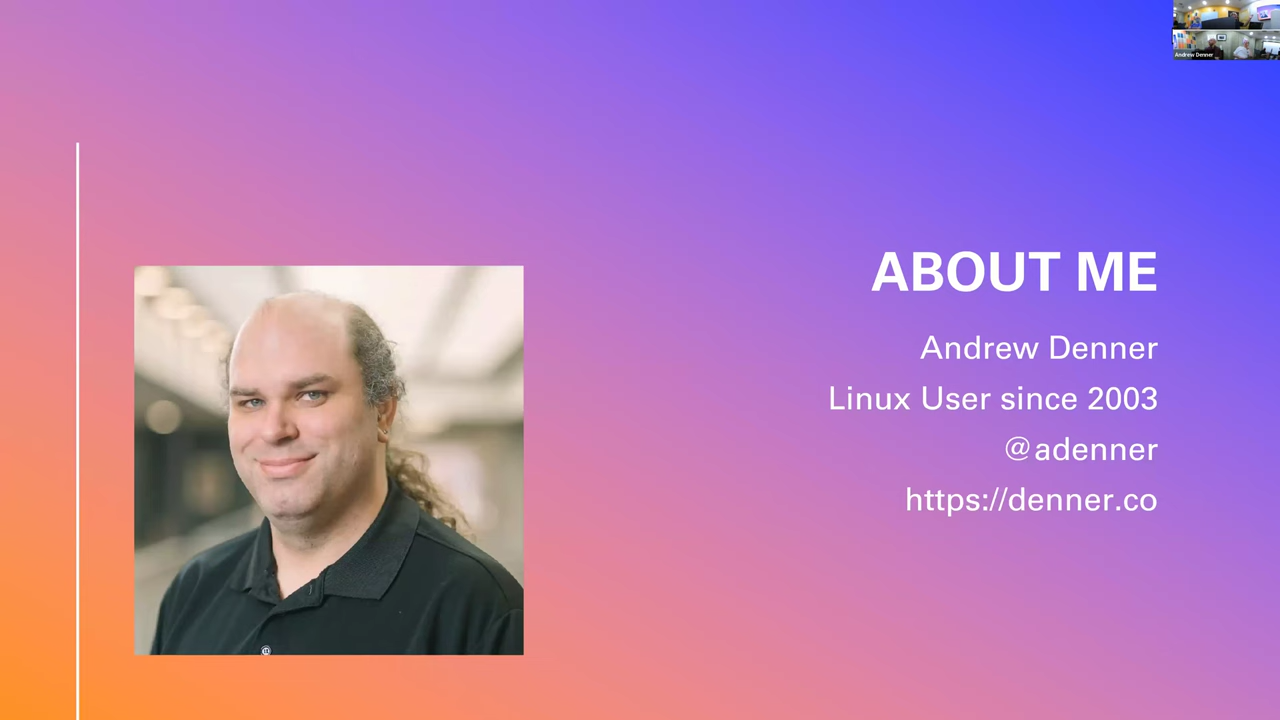 Andrew Denner
ABOUT ME
Andrew Denner
Linux User since 2003
@adenner
https://denner.co